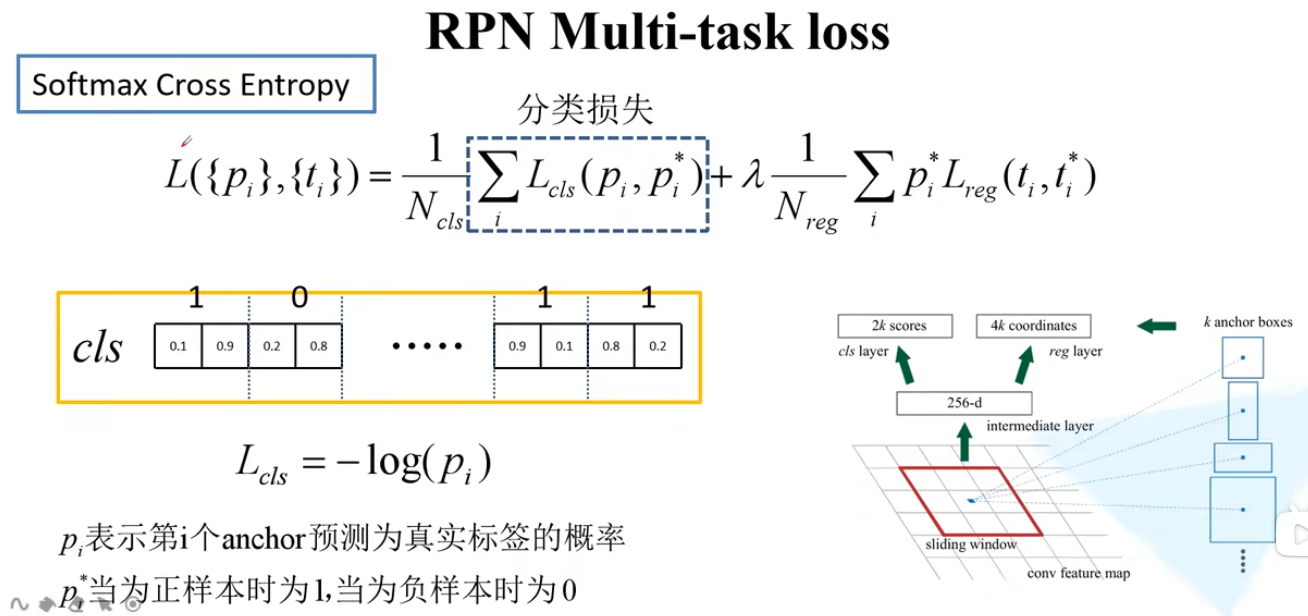 RPN Multi-task loss
Softmax Cross Entropy
分类损失
L({p_i},{t_i}) = \frac{1}{N_{cls}} \sum_i L_{cls}(p_i, p_i^*) + λ \frac{1}{N_{reg}} \sum_i p_i^* L_{reg}(t_i, t_i^*)
1 0 1 1
cls 0.1 0.9 0.2 0.8 ····· 0.9 0.1 0.8 0.2
L_{cls} = −log(p_i)
p_i表示第i个anchor预测为真实标签的概率
p_i^*当为正样本时为1,当为负样本时为0
2k scores
4k coordinates
k anchor boxes
cls layer
reg layer
256-d
intermediate layer
sliding window
conv feature map